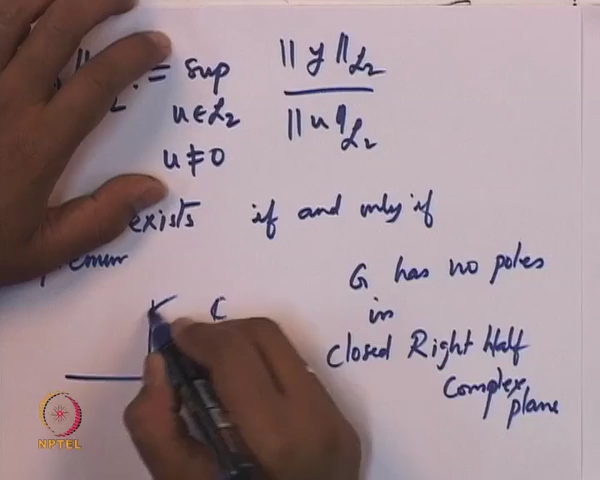 := sup ||y||L₂
u∈L₂ ||u||L₂
u≠0
exists if and only if
G has no poles
in
C
Closed Right Half
Complex
plane
NPTEL